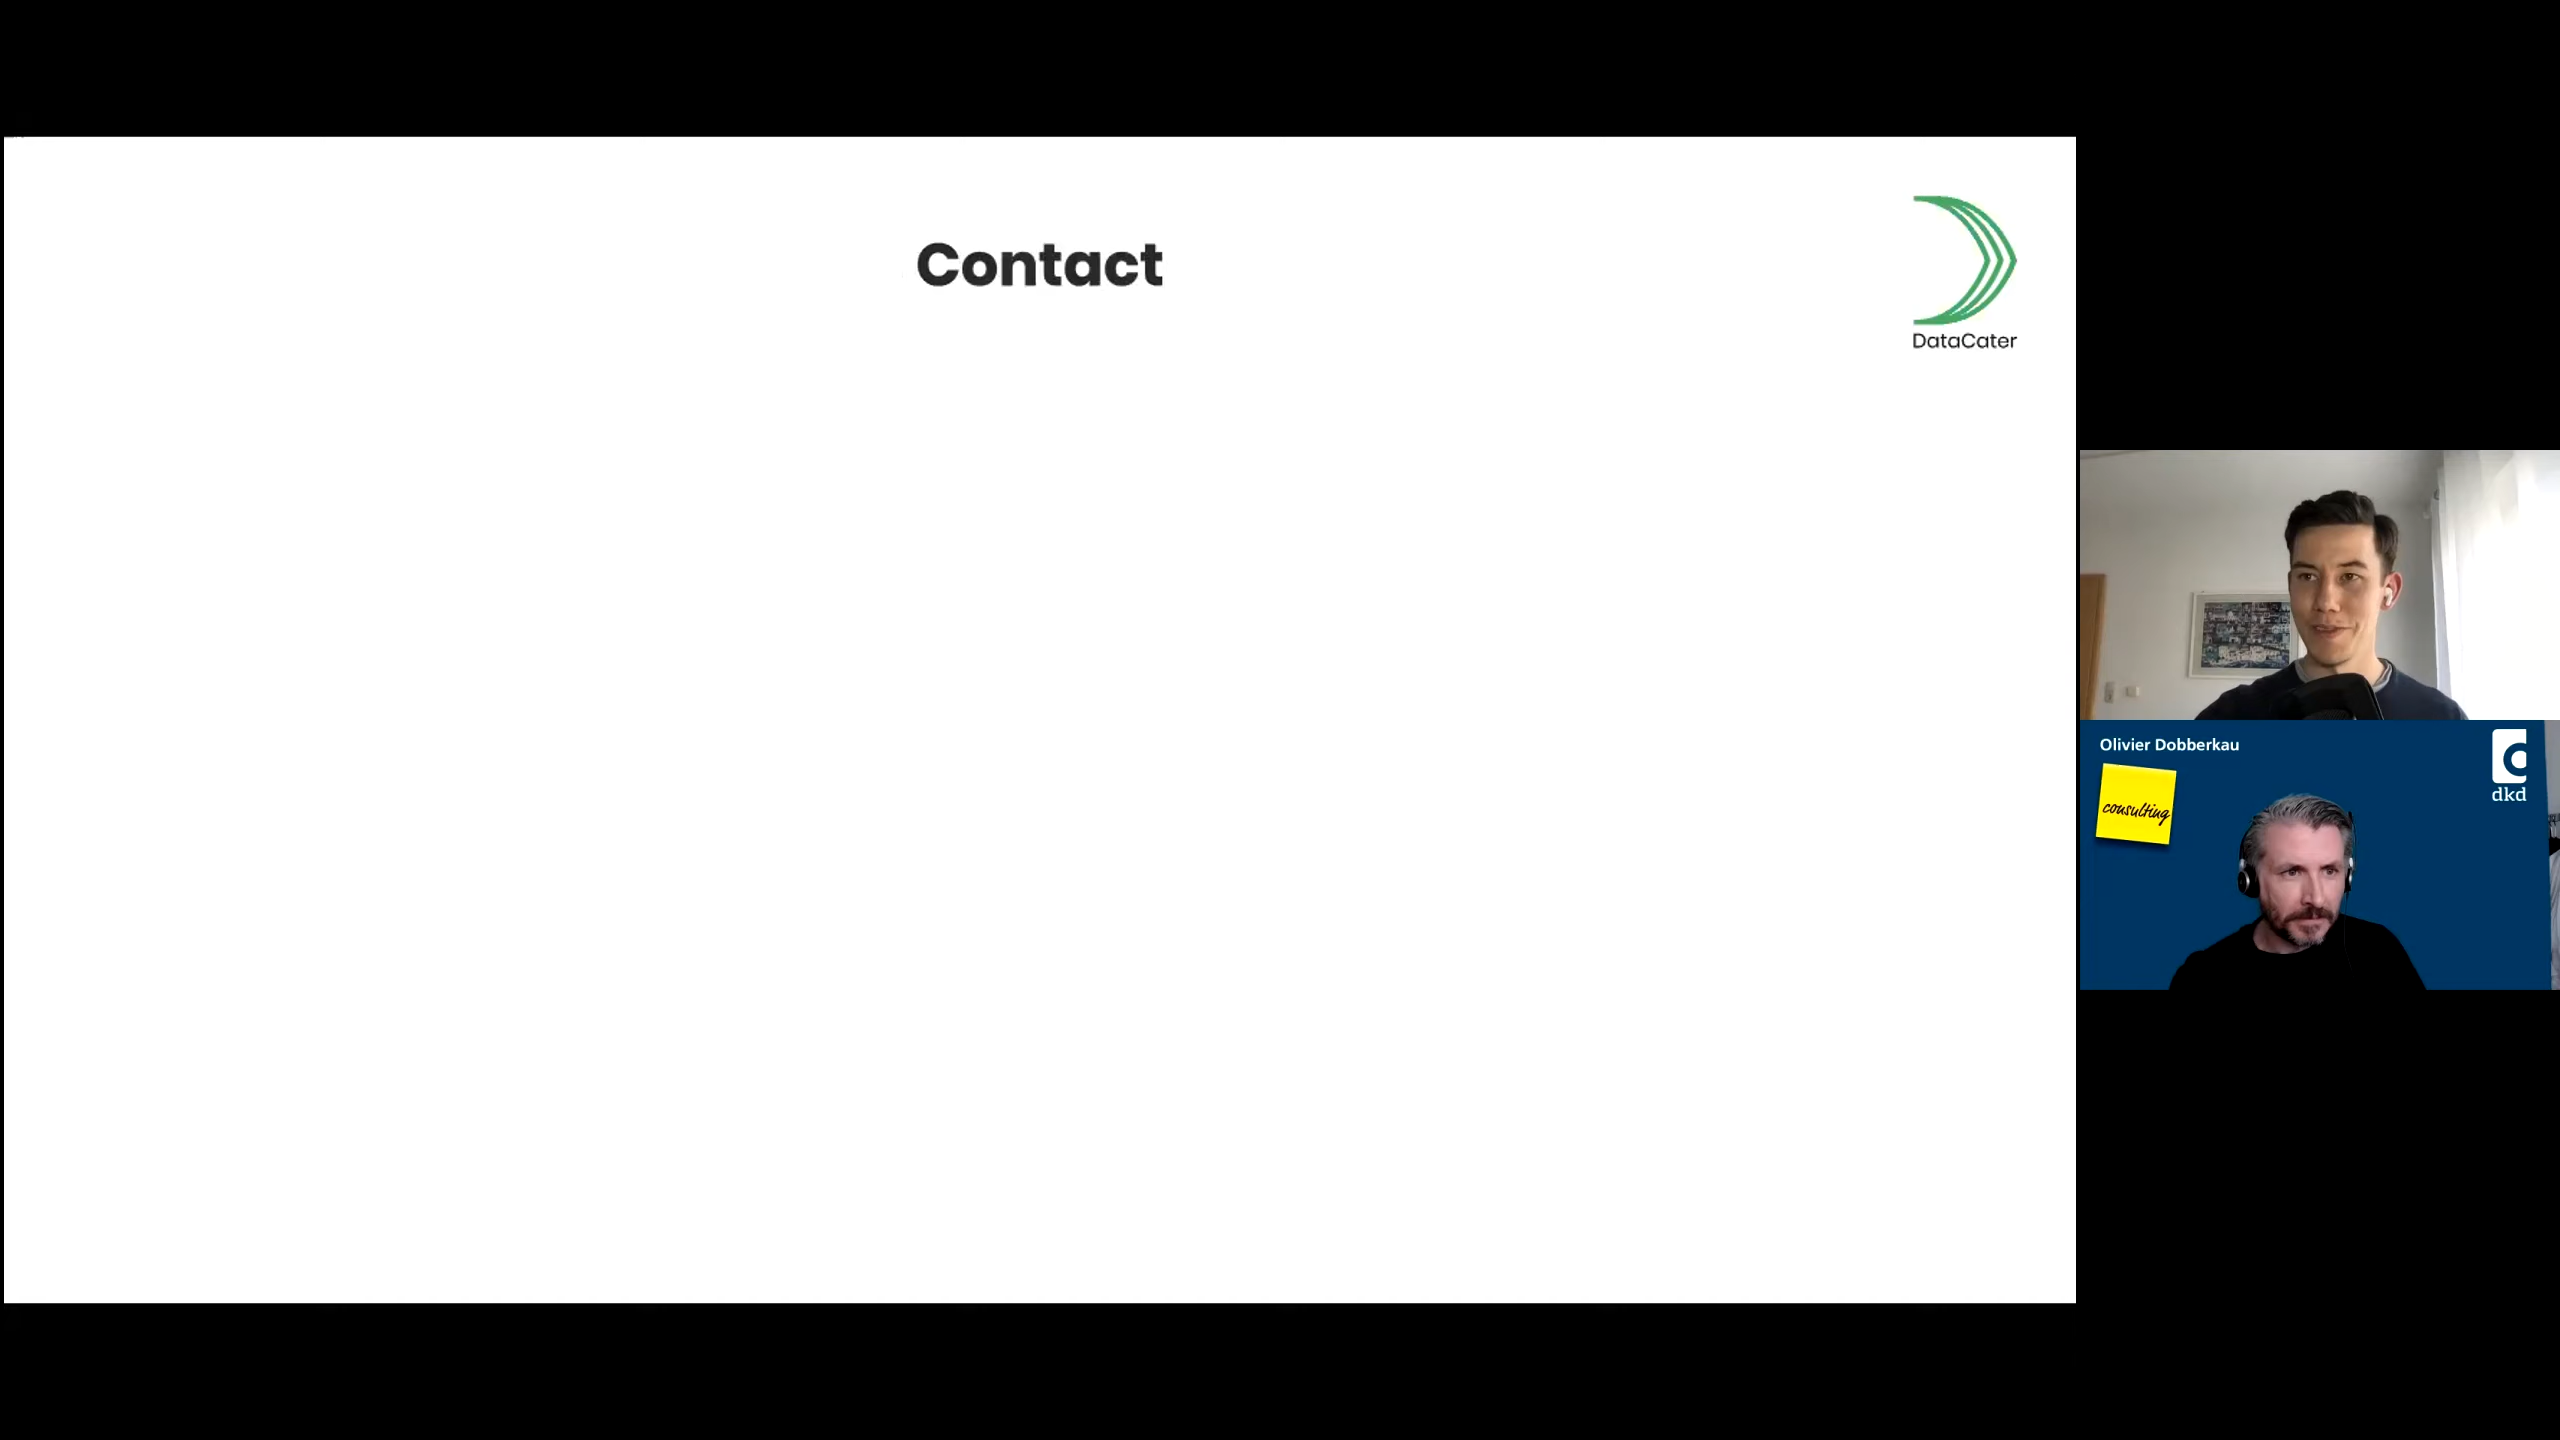 Contact
DataCater
Olivier Dobberkau
consulting
dkd